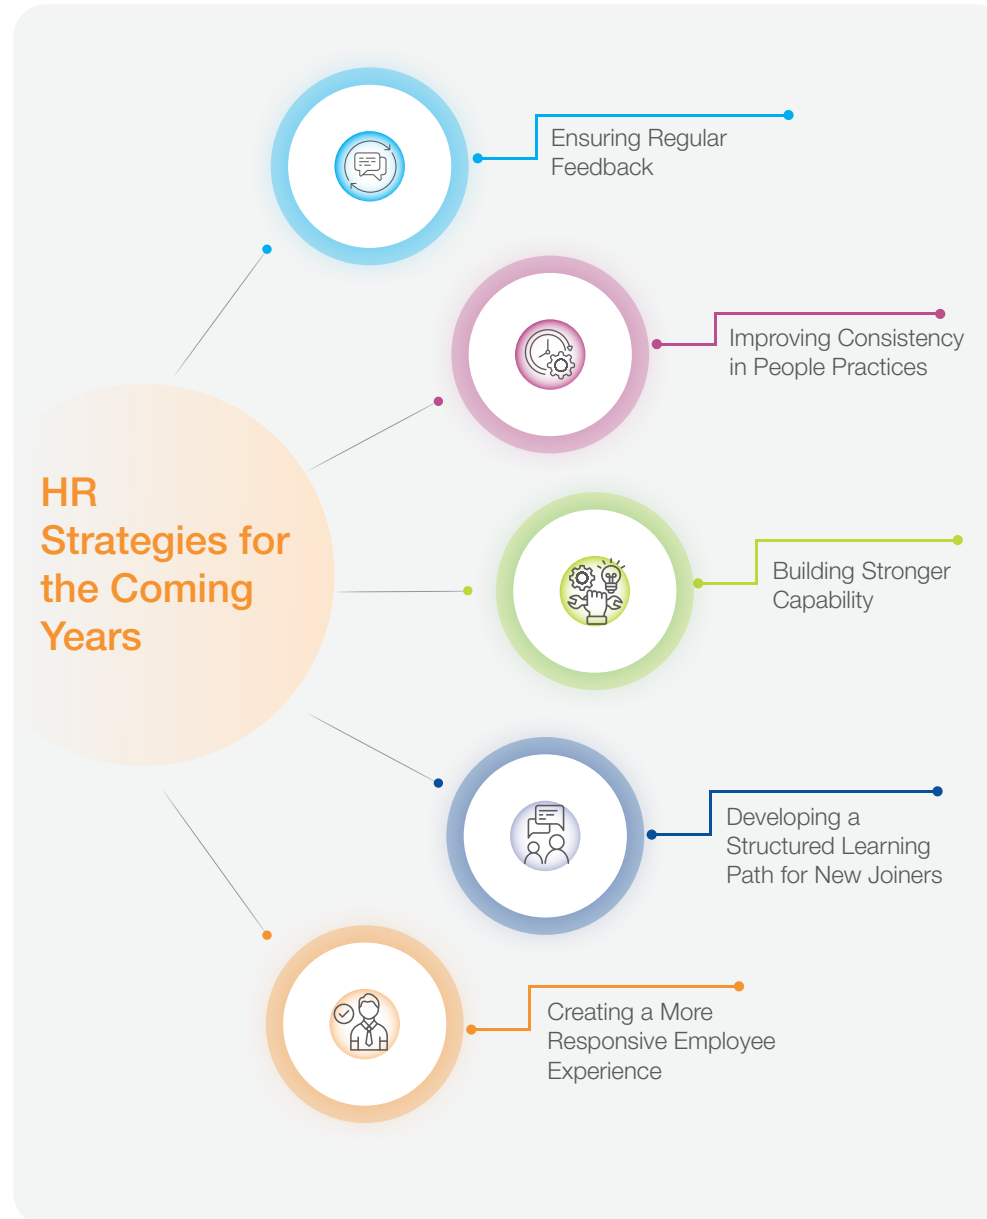 HR
Strategies for
the Coming
Years
Ensuring Regular
Feedback
Improving Consistency
in People Practices
Building Stronger
Capability
Developing a
Structured Learning
Path for New Joiners
Creating a More
Responsive Employee
Experience